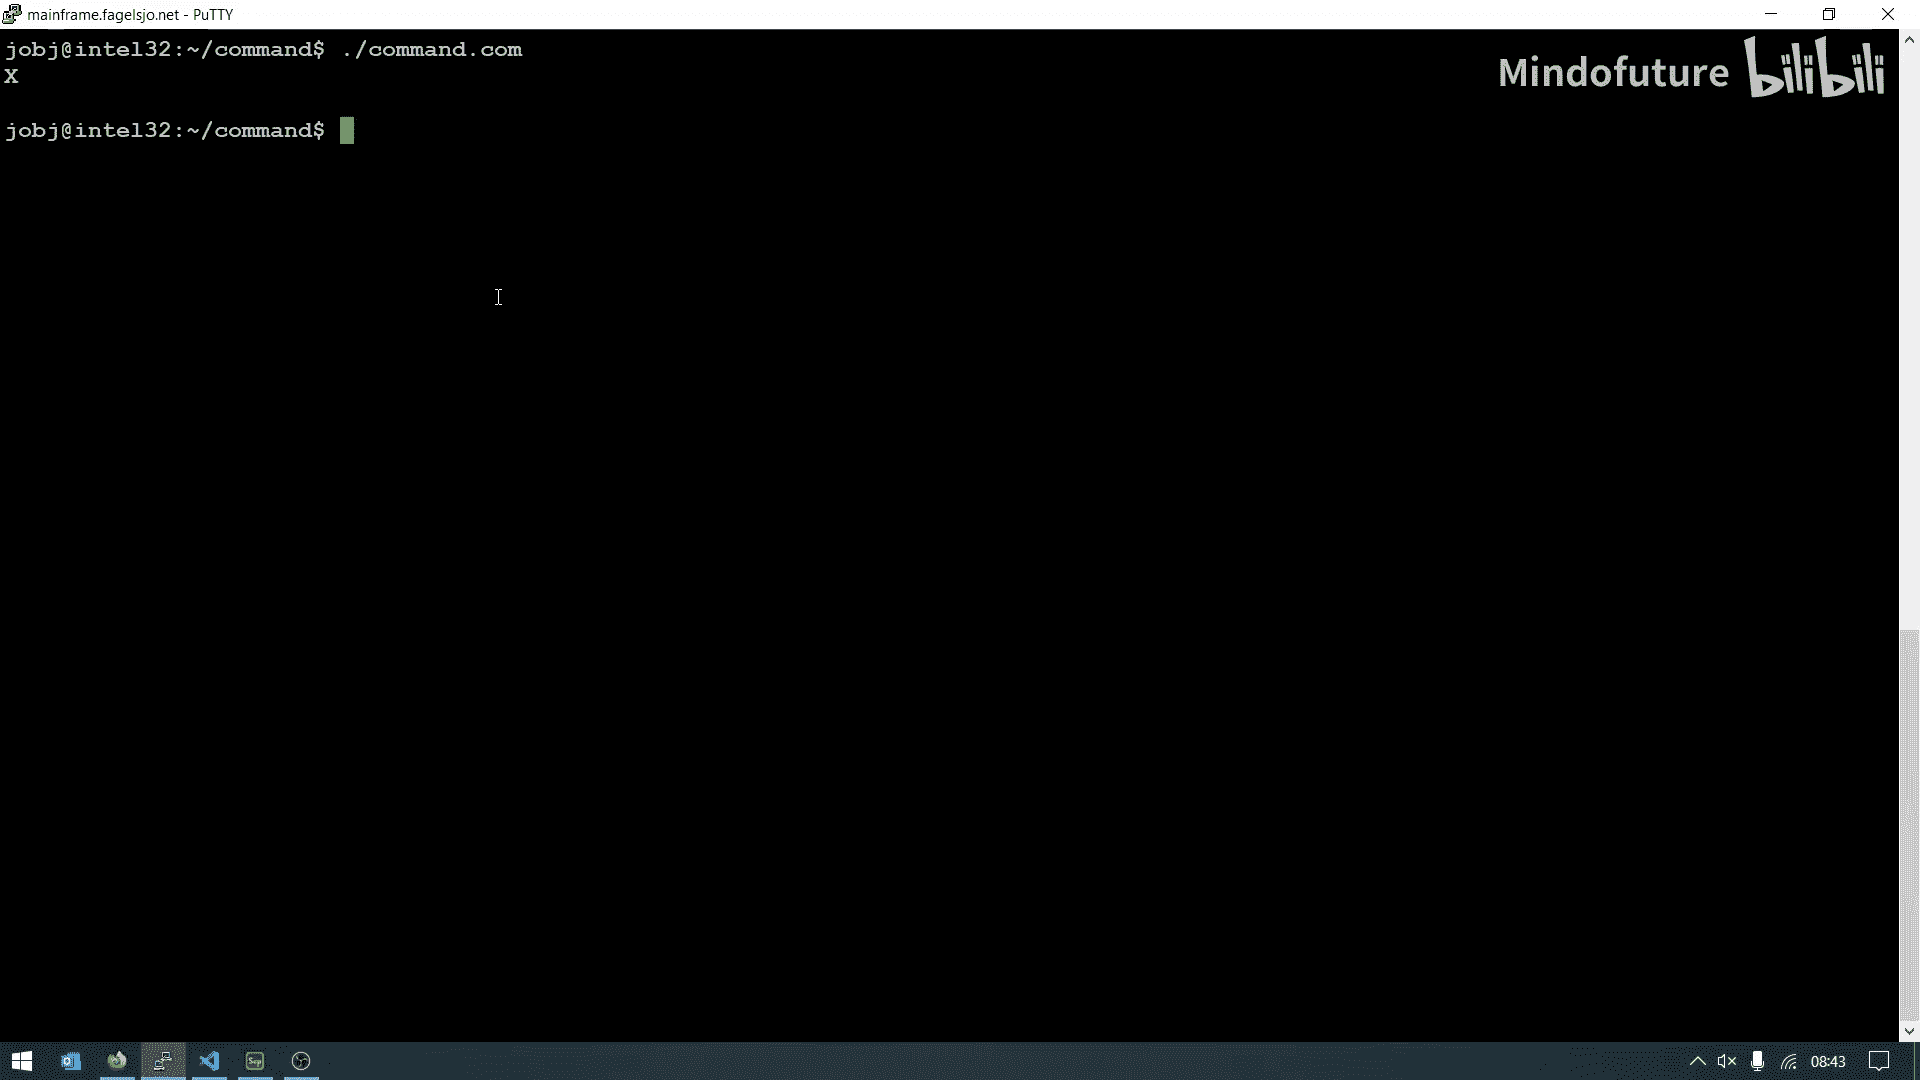 mainframe.fagelsjo.net - PuTTY
jobj@intel32:~/command$ ./command.com
X
jobj@intel32:~/command$
Mindofuture bilibili
08:43